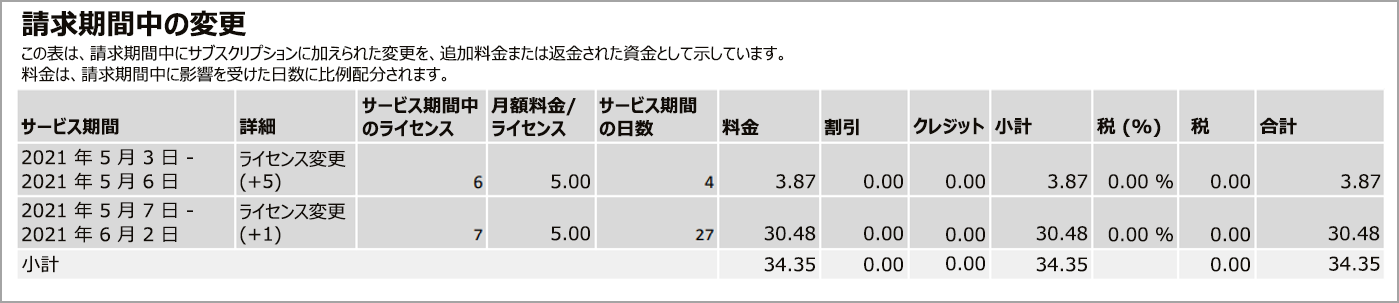 請求期間中の変更
この表は、請求期間中にサブスクリプションに加えられた変更を、追加料金または返金された資金として示しています。
料金は、請求期間中に影響を受けた日数に比例配分されます。
サービス期間 詳細 サービス期間中のライセンス 月額料金/ライセンス サービス期間の日数 料金 割引 クレジット 小計 税 (%) 税 合計
2021 年 5 月 3 日 - ライセンス変更
2021 年 5 月 6 日 (+5) 6 5.00 4 3.87 0.00 0.00 3.87 0.00 % 0.00 3.87
2021 年 5 月 7 日 - ライセンス変更
2021 年 6 月 2 日 (+1) 7 5.00 27 30.48 0.00 0.00 30.48 0.00 % 0.00 30.48
小計 34.35 0.00 0.00 34.35 0.00 34.35